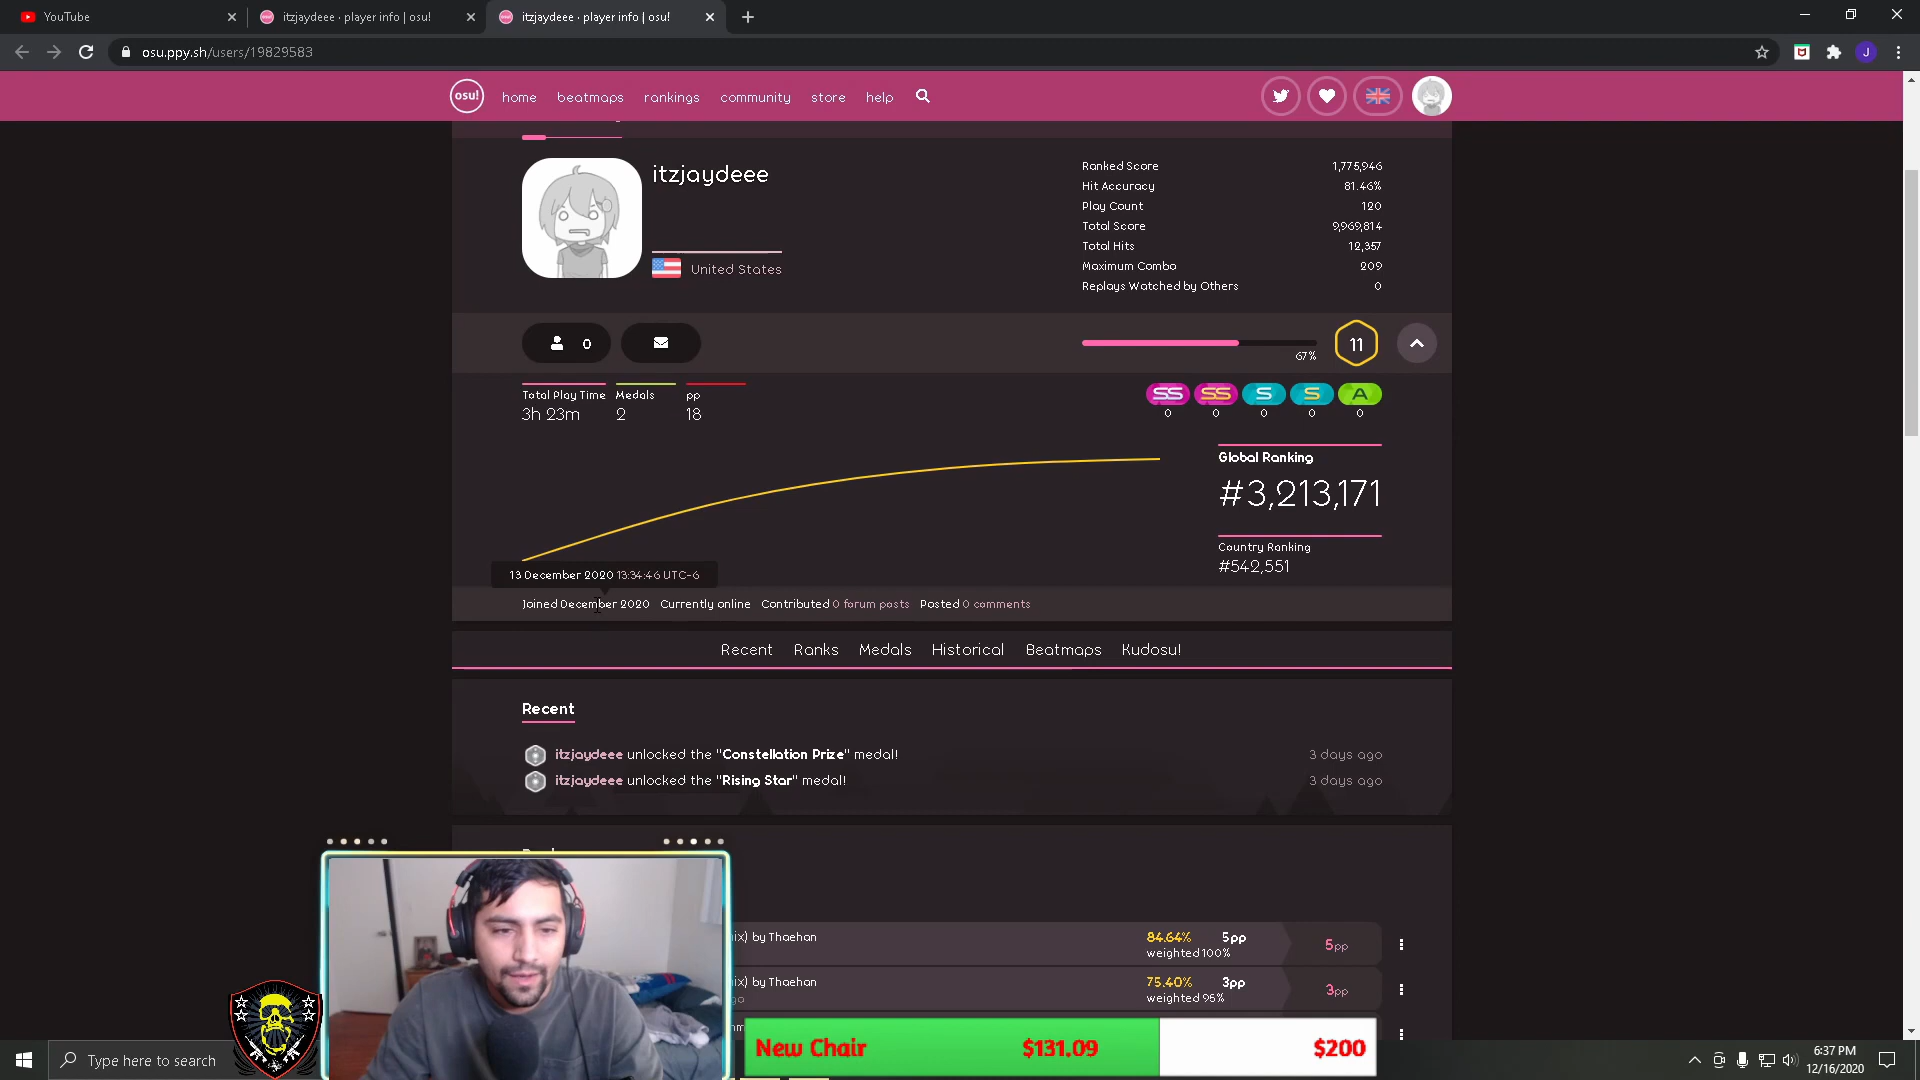 YouTube
itzjaydeee · player info | osu!
itzjaydeee · player info | osu!
osu.ppy.sh/users/19829583
J
osu!
home beatmaps rankings community store help
itzjaydeee
United States
Ranked Score 1,775,946
Hit Accuracy 81.46%
Play Count 120
Total Score 9,969,814
Total Hits 12,357
Maximum Combo 209
Replays Watched by Others 0
0
67%
11
Total Play Time Medals pp
3h 23m 2 18
SS SS S S A
0 0 0 0 0
Global Ranking
#3,213,171
Country Ranking
#542,551
13 December 2020 13:34:46 UTC-6
Joined December 2020 Currently online Contributed 0 forum posts Posted 0 comments
Recent Ranks Medals Historical Beatmaps Kudosu!
Recent
itzjaydeee unlocked the "Constellation Prize" medal! 3 days ago
itzjaydeee unlocked the "Rising Star" medal! 3 days ago
ix) by Thaehan 84.64% 5pp 5pp
weighted 100%
ix) by Thaehan 75.40% 3pp 3pp
go weighted 95%
New Chair $131.09 $200
Type here to search
6:37 PM
12/16/2020